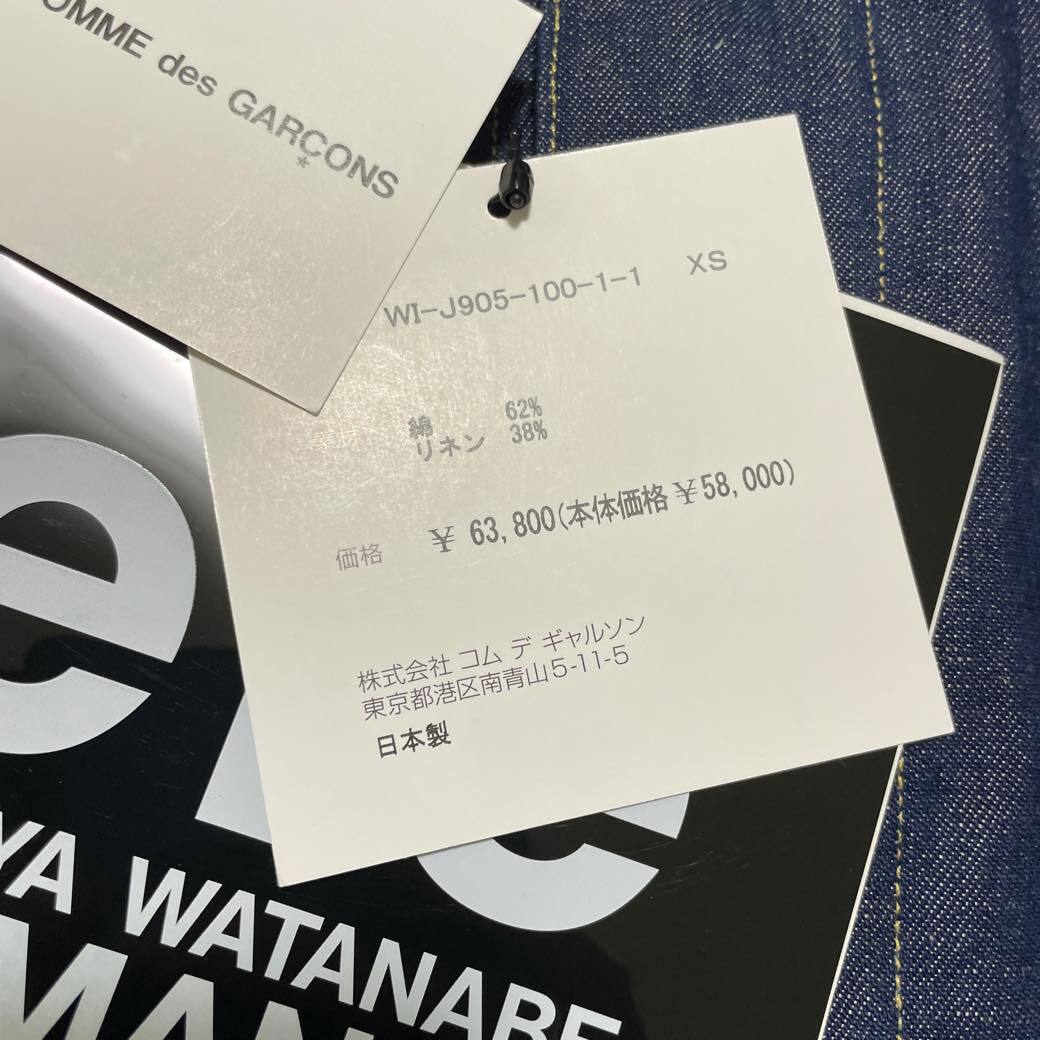 OMME des GARÇONS
*
WI-J905-100-1-1 XS
素材 綿 62%
リネン 38%
価格 ¥ 63,800(本体価格¥58,000)
株式会社 コム デ ギャルソン
東京都港区南青山5-11-5
日本製
e
YA WATANABE
MAN